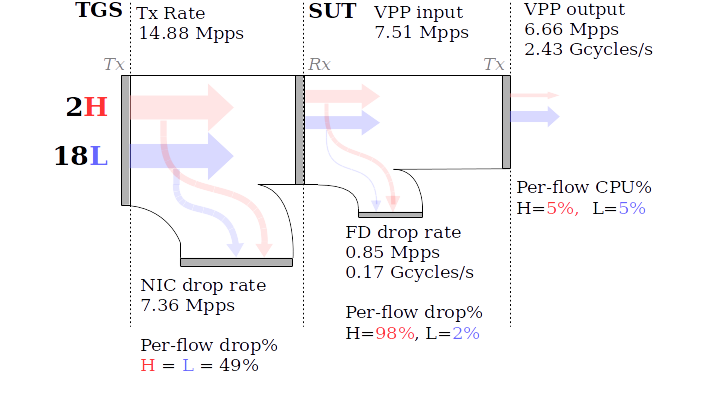 TGS
Tx Rate
14.88 Mpps
SUT
VPP input
7.51 Mpps
VPP output
6.66 Mpps
2.43 Gcycles/s
Tx
Rx
Tx
2H
18L
Per-flow CPU%
H=5%, L=5%
FD drop rate
0.85 Mpps
0.17 Gcycles/s
Per-flow drop%
H=98%, L=2%
NIC drop rate
7.36 Mpps
Per-flow drop%
H = L = 49%